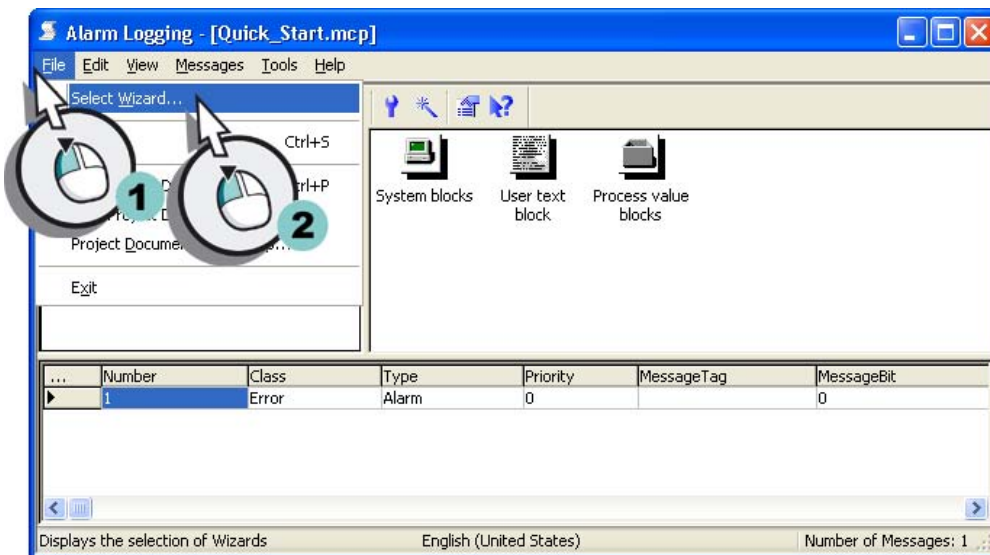 Alarm Logging - [Quick_Start.mcp]
File Edit View Messages Tools Help
Select Wizard...
Ctrl+S
Ctrl+P
Project
Exit
System blocks
User text block
Process value blocks
1
2
... Number Class Type Priority MessageTag MessageBit
1 Error Alarm 0 0
Displays the selection of Wizards English (United States) Number of Messages: 1